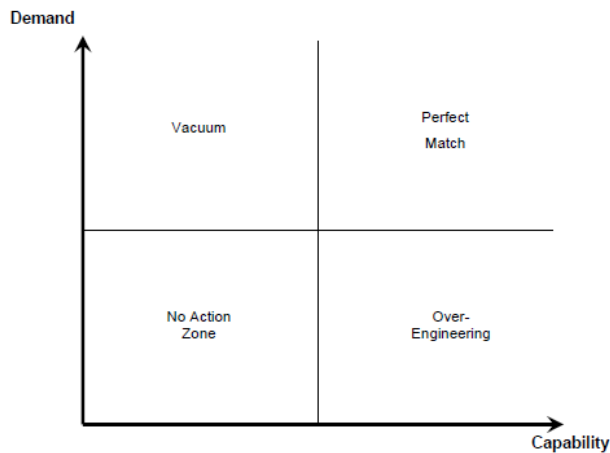 Demand
Vacuum
Perfect
Match
No Action
Zone
Over-
Engineering
Capability